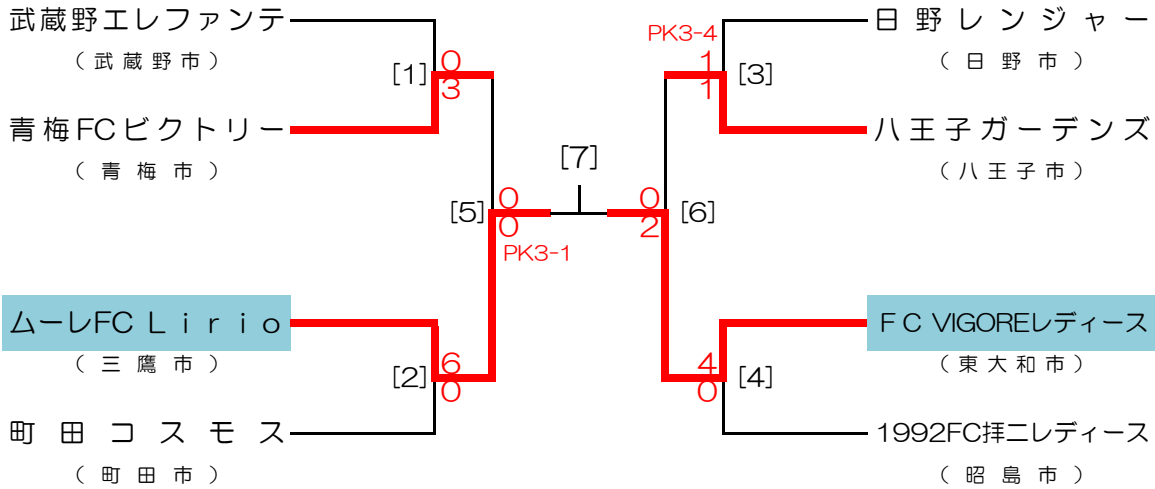 武蔵野エレファンテ
（武蔵野市）
[1]
0
3
青梅FCビクトリー
（青梅市）
[5]
0
0
PK3-1
ムーレFC Ｌｉｒｉｏ
（三鷹市）
[2]
6
0
町田コスモス
（町田市）
[7]
日野レンジャー
（日野市）
PK3-4
1
1
[3]
八王子ガーデンズ
（八王子市）
0
2
[6]
ＦＣ VIGOREレディース
（東大和市）
4
0
[4]
1992FC拝二レディース
（昭島市）